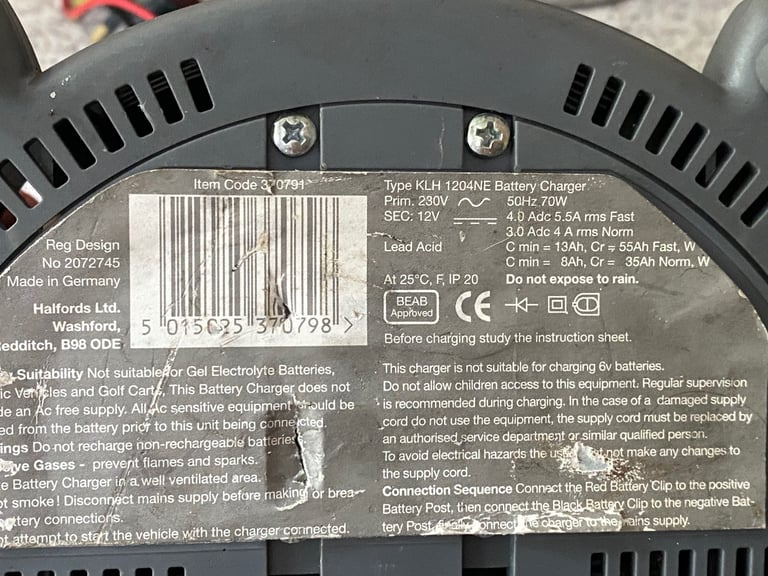 Item Code 370791
5 015025 370798 >
Reg Design
No 2072745
Made in Germany
Halfords Ltd.
Washford,
edditch, B98 ODE
Suitability Not suitable for Gel Electrolyte Batteries,
ic Vehicles and Golf Carts, This Battery Charger does not
de an Ac free supply. All Ac sensitive equipment should be
ed from the battery prior to this unit being connected.
ings Do not recharge non-rechargeable batteries
Gases - prevent flames and sparks.
e Battery Charger in a well ventilated area.
ot smoke! Disconnect mains supply before making or brea-
attery connections.
ot attempt to start the vehicle with the charger connected.
Type KLH 1204NE Battery Charger
Prim. 230V 50Hz 70W
SEC: 12V 4.0 Adc 5.5A rms Fast
3.0 Adc 4 A rms Norm
Lead Acid C min = 13Ah, Cr = 55Ah Fast, W
C min = 8Ah, Cr = 35Ah Norm, W
At 25°C, F, IP 20 Do not expose to rain.
BEAB
Approved
CE
Before charging study the instruction sheet.
This charger is not suitable for charging 6v batteries.
Do not allow children access to this equipment. Regular supervision
is recommended during charging. In the case of a damaged supply
cord do not use the equipment, the supply cord must be replaced by
an authorised service department or similar qualified person.
To avoid electrical hazards the not make any changes to
the supply cord.
Connection Sequence Connect the Red Battery Clip to the positive
Battery Post, then connect the Black Battery Clip to the negative Bat-
tery Post, finally connect the charger to the mains supply.